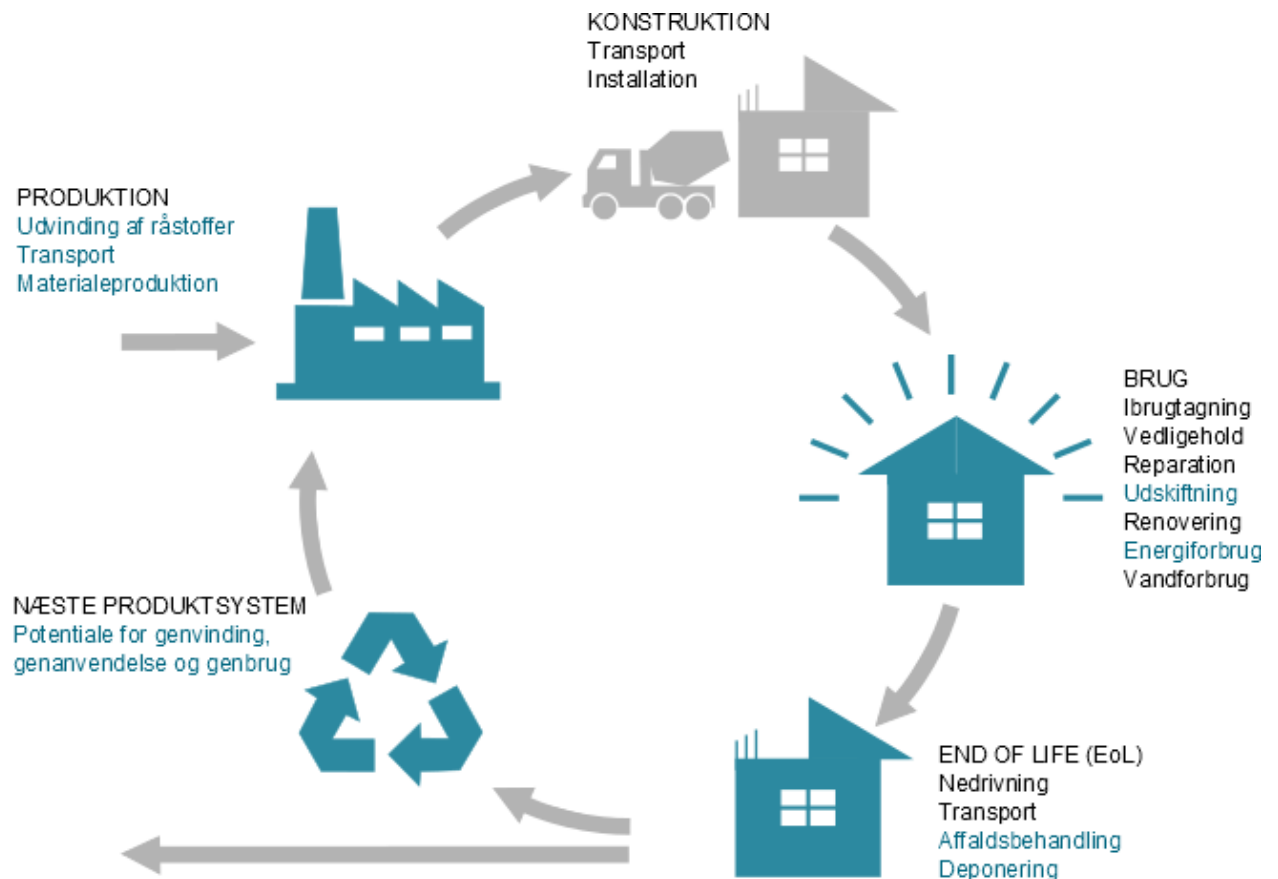 KONSTRUKTION
Transport
Installation
PRODUKTION
Udvinding af råstoffer
Transport
Materialeproduktion
BRUG
Ibrugtagning
Vedligehold
Reparation
Udskiftning
Renovering
Energiforbrug
Vandforbrug
NÆSTE PRODUKTSYSTEM
Potentiale for genvinding,
genanvendelse og genbrug
END OF LIFE (EoL)
Nedrivning
Transport
Affaldsbehandling
Deponering